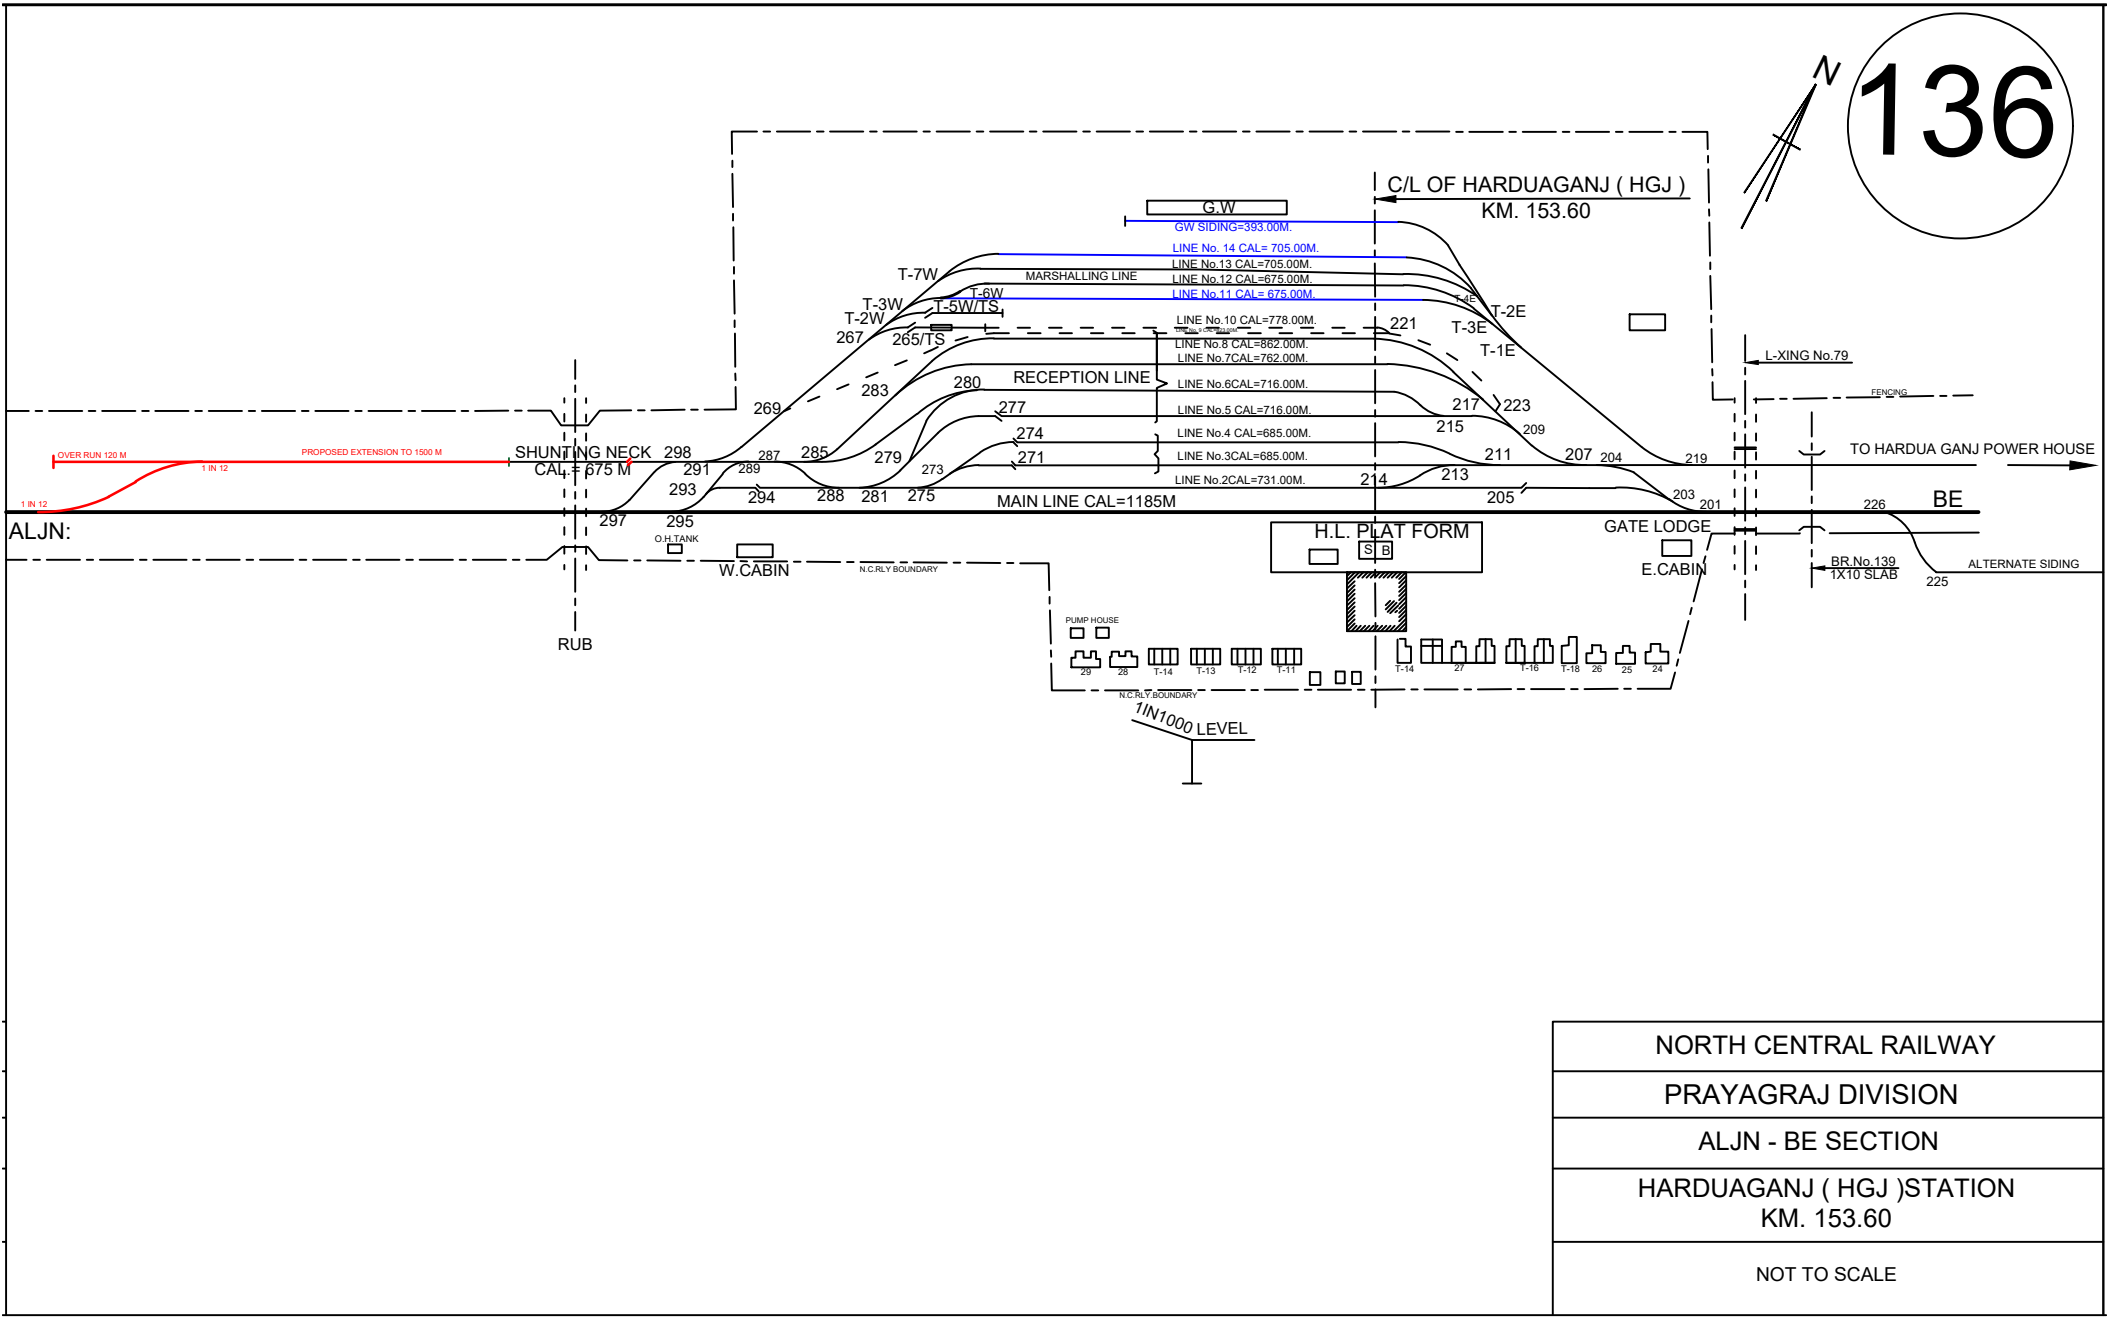 136
N
C/L OF HARDUAGANJ ( HGJ )
KM. 153.60
G.W
GW SIDING=393.00M.
LINE No. 14 CAL= 705.00M.
T-7W
LINE No.13 CAL=705.00M.
MARSHALLING LINE
LINE No.12 CAL=675.00M.
T-6W
LINE No.11 CAL= 675.00M.
T-4E
T-3W
T-5W/TS
T-2E
T-2W
LINE No.10 CAL=778.00M.
221
T-3E
267
265/TS
LINE No.8 CAL=862.00M.
T-1E
L-XING No.79
LINE No.7CAL=762.00M.
RECEPTION LINE
283
280
LINE No.6CAL=716.00M.
FENCING
269
277
LINE No.5 CAL=716.00M.
217
223
215
209
274
LINE No.4 CAL=685.00M.
OVER RUN 120 M
PROPOSED EXTENSION TO 1500 M
SHUNTING NECK
298
287
285
279
271
LINE No.3CAL=685.00M.
211
207
204
219
TO HARDUA GANJ POWER HOUSE
1 IN 12
CAL.= 675 M
291
289
273
213
293
294
288
281
275
LINE No.2CAL=731.00M.
214
205
203
1 IN 12
MAIN LINE CAL=1185M
201
226
BE
ALJN:
297
295
H.L. PLAT FORM
GATE LODGE
O.H.TANK
S B
W.CABIN
N.C.RLY BOUNDARY
E.CABIN
BR.No.139
1X10 SLAB
ALTERNATE SIDING
225
RUB
PUMP HOUSE
29
28
T-14
T-13
T-12
T-11
T-14
27
T-16
T-18
26
25
24
N.C.RLY.BOUNDARY
1IN1000
LEVEL
NORTH CENTRAL RAILWAY
PRAYAGRAJ DIVISION
ALJN - BE SECTION
HARDUAGANJ ( HGJ )STATION
KM. 153.60
NOT TO SCALE